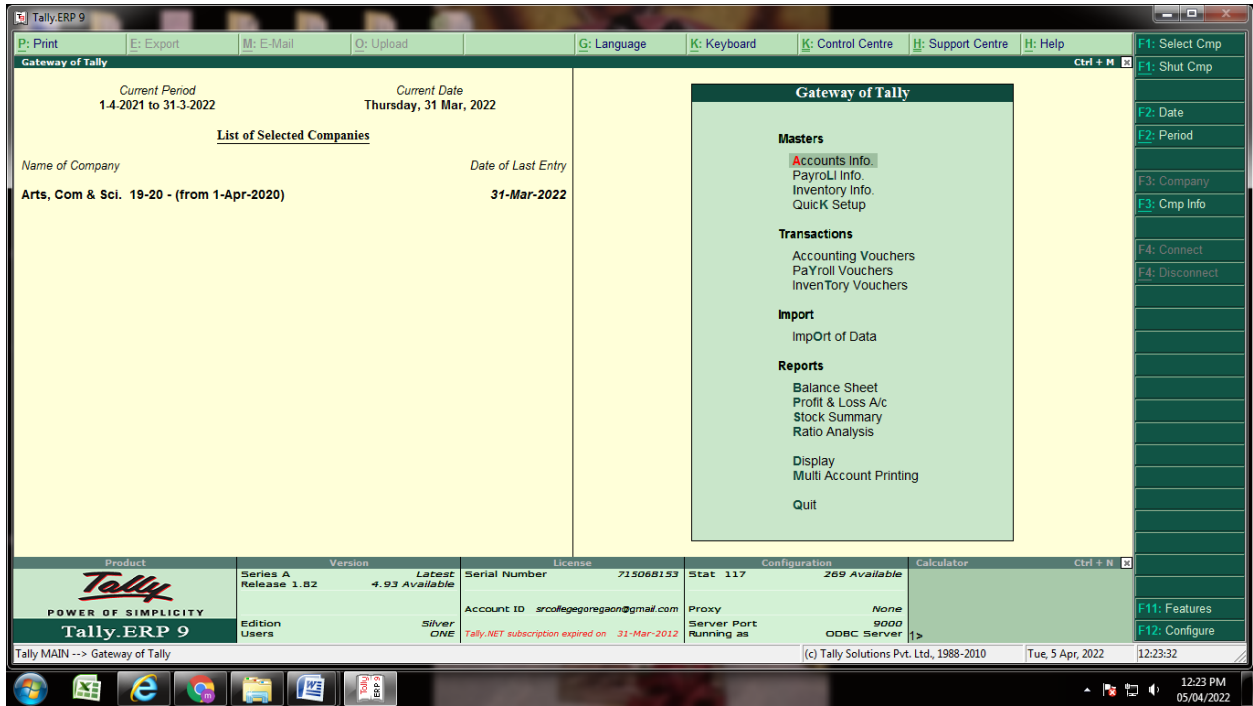 Tally.ERP 9
P: Print E: Export M: E-Mail O: Upload G: Language K: Keyboard K: Control Centre H: Support Centre H: Help
Gateway of Tally Ctrl + M
Current Period Current Date
1-4-2021 to 31-3-2022 Thursday, 31 Mar, 2022
List of Selected Companies
Name of Company Date of Last Entry
Arts, Com & Sci. 19-20 - (from 1-Apr-2020) 31-Mar-2022
Gateway of Tally
Masters
Accounts Info.
PayroLl Info.
Inventory Info.
QuicK Setup
Transactions
Accounting Vouchers
PaYroll Vouchers
InvenTory Vouchers
Import
ImpOrt of Data
Reports
Balance Sheet
Profit & Loss A/c
Stock Summary
Ratio Analysis
Display
Multi Account Printing
Quit
F1: Select Cmp
F1: Shut Cmp
F2: Date
F2: Period
F3: Company
F3: Cmp Info
F4: Connect
F4: Disconnect
F11: Features
F12: Configure
Product Version License Configuration Calculator Ctrl + N
Tally
POWER OF SIMPLICITY
Tally.ERP 9
Series A Latest
Release 1.82 4.93 Available
Edition Silver
Users ONE
Serial Number 715068153
Account ID srcollegegoregaon@gmail.com
Tally.NET subscription expired on 31-Mar-2012
Stat 117 269 Available
Proxy None
Server Port 9000
Running as ODBC Server
1>
Tally MAIN --> Gateway of Tally (c) Tally Solutions Pvt. Ltd., 1988-2010 Tue, 5 Apr, 2022 12:23:32
12:23 PM
05/04/2022